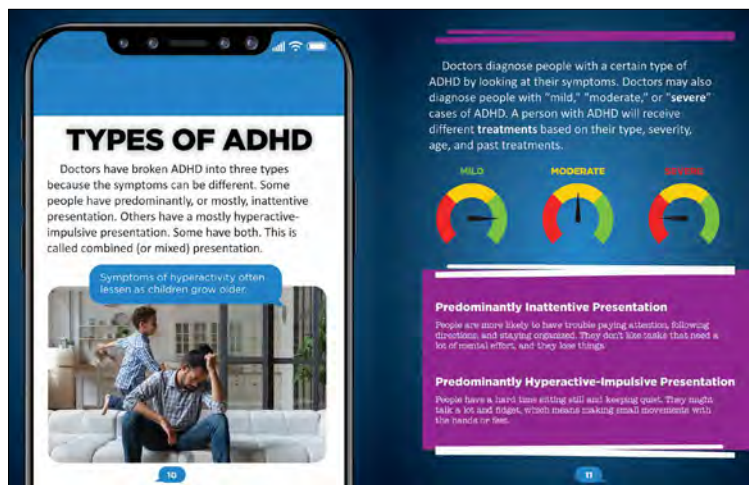 TYPES OF ADHD
Doctors have broken ADHD into three types
because the symptoms can be different. Some
people have predominantly, or mostly, inattentive
presentation. Others have a mostly hyperactive-
impulsive presentation. Some have both. This is
called combined (or mixed) presentation.
Symptoms of hyperactivity often
lessen as children grow older.
10
Doctors diagnose people with a certain type of
ADHD by looking at their symptoms. Doctors may also
diagnose people with "mild," "moderate," or "severe"
cases of ADHD. A person with ADHD will receive
different treatments based on their type, severity,
age, and past treatments.
MILD MODERATE SEVERE
Predominantly Inattentive Presentation
People are more likely to have trouble paying attention, following
directions, and staying organized. They don't like tasks that need a
lot of mental effort, and they lose things.
Predominantly Hyperactive-Impulsive Presentation
People have a hard time sitting still and keeping quiet. They might
talk a lot and fidget, which means making small movements with
the hands or feet.
11